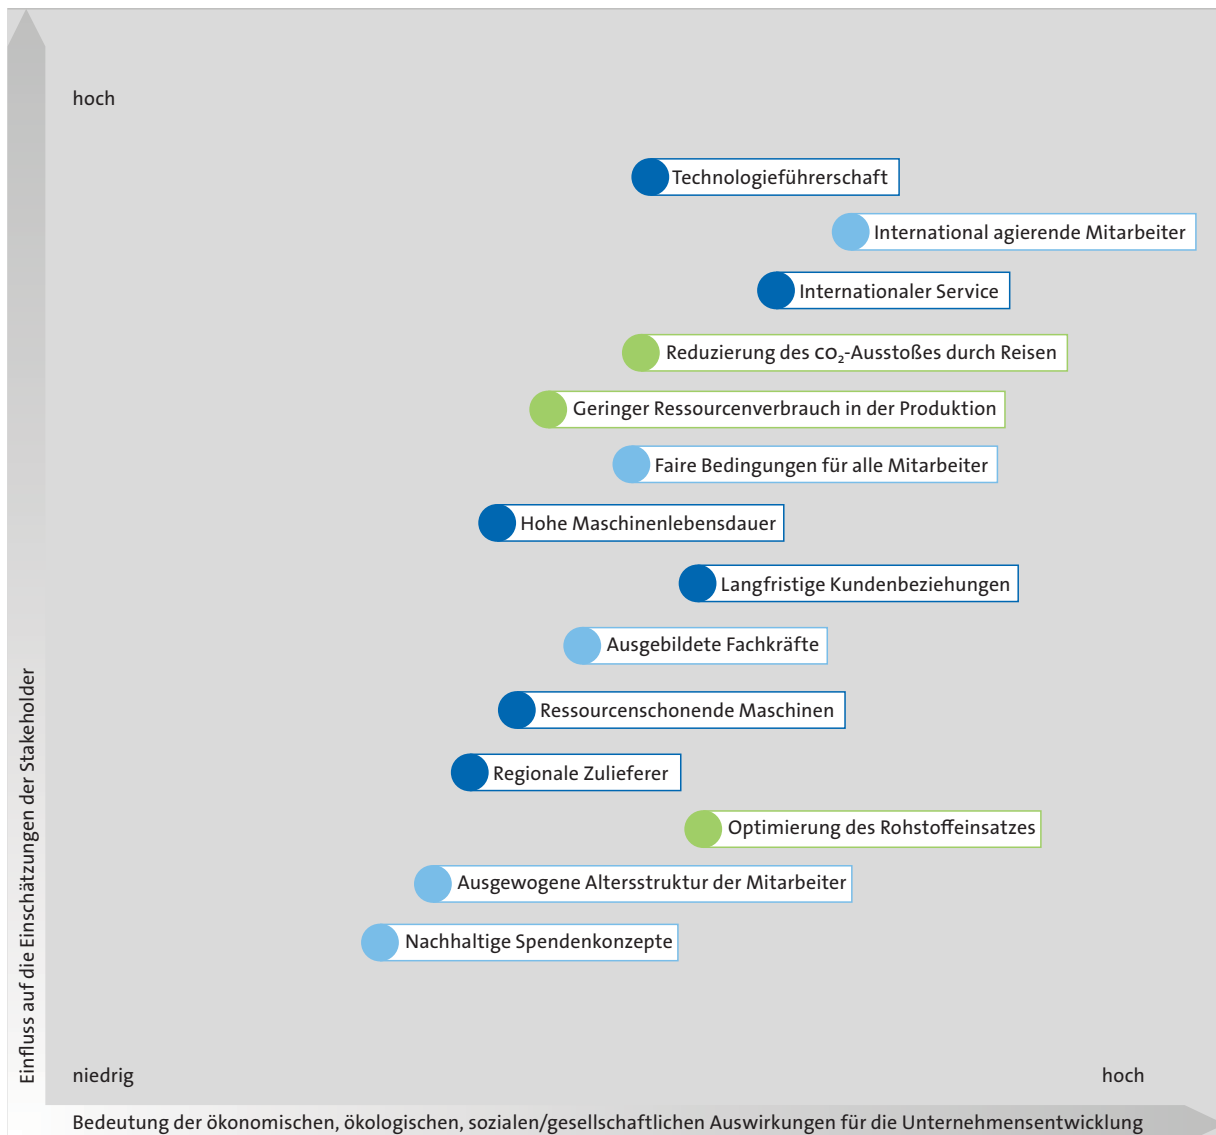 hoch
Technologieführerschaft
International agierende Mitarbeiter
Internationaler Service
Reduzierung des CO₂-Ausstoßes durch Reisen
Geringer Ressourcenverbrauch in der Produktion
Faire Bedingungen für alle Mitarbeiter
Hohe Maschinenlebensdauer
Langfristige Kundenbeziehungen
Ausgebildete Fachkräfte
Ressourcenschonende Maschinen
Regionale Zulieferer
Optimierung des Rohstoffeinsatzes
Ausgewogene Altersstruktur der Mitarbeiter
Nachhaltige Spendenkonzepte
Einfluss auf die Einschätzungen der Stakeholder
niedrig
hoch
Bedeutung der ökonomischen, ökologischen, sozialen/gesellschaftlichen Auswirkungen für die Unternehmensentwicklung